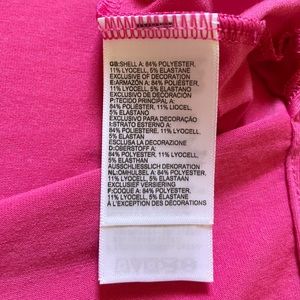 GB:SHELL A: 84% POLYESTER,
11% LYOCELL, 5% ELASTANE
EXCLUSIVE OF DECORATION
E:ARMAZÓN A: 84% POLIÉSTER,
11% LYOCELL, 5% ELASTANO
EXCLUSIVO DE DECORACIÓN
P:TECIDO PRINCIPAL A:
84% POLIÉSTER, 11% LIOCEL,
5% ELASTANO
EXCLUSIVO PARA DECORAÇÃO
I:STRATO ESTERNO A:
84% POLIESTERE, 11% LYOCELL,
5% ELASTAN
ESCLUSA LA DECORAZIONE
D:OBERSTOFF A:
84% POLYESTER, 11% LYOCELL,
5% ELASTHAN
AUSSCHLIESSLICH DEKORATION
NL:OMHULSEL A: 84% POLYESTER,
11% LYOCELL, 5% ELASTAAN
EXCLUSIEF VERSIERING
F:COQUE A: 84% POLYESTER,
11% LYOCELL, 5% ELASTANE
À L'EXCEPTION DES DÉCORATIONS